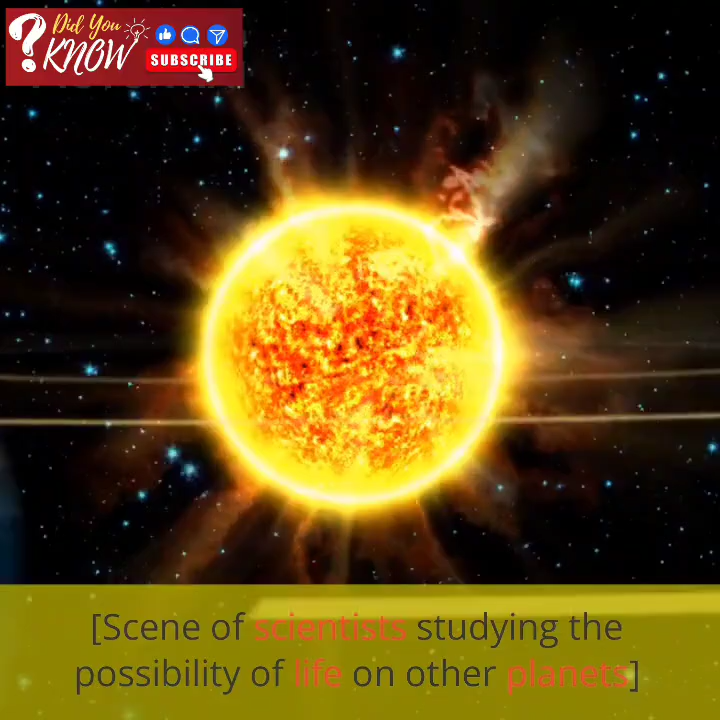 Did You
KNOW
SUBSCRIBE
[Scene of scientists studying the
possibility of life on other planets]